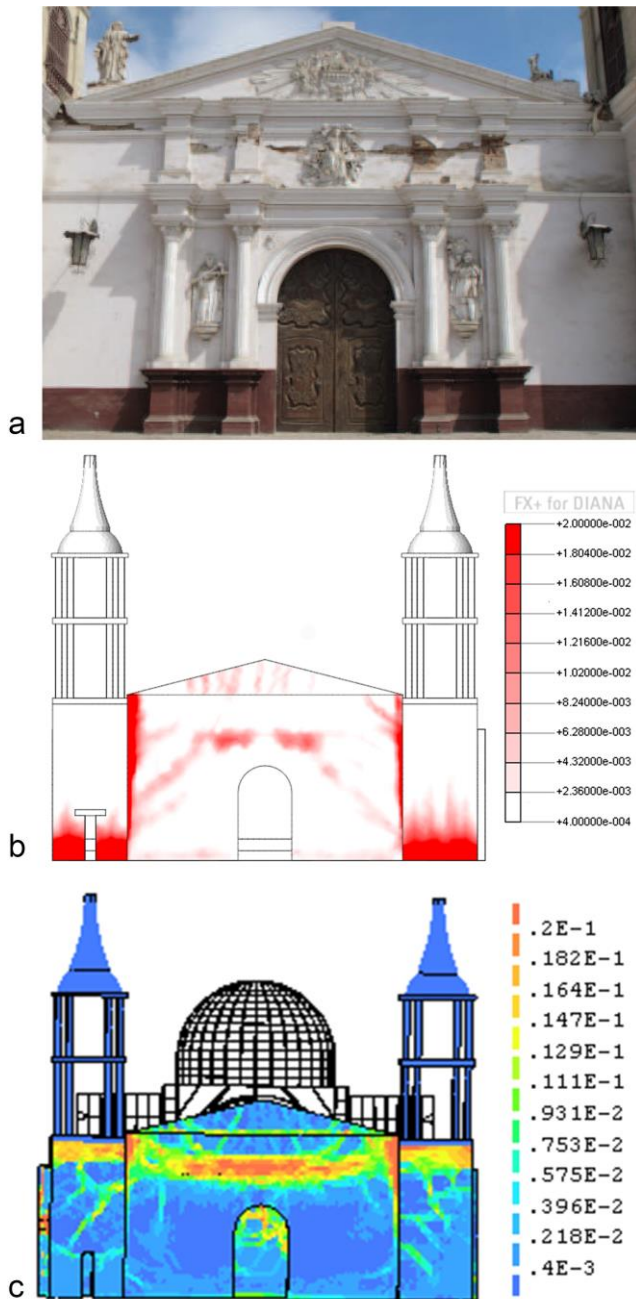 a
FX+ for DIANA
+2.00000e-002
+1.80400e-002
+1.60800e-002
+1.41200e-002
+1.21600e-002
+1.02000e-002
+8.24000e-003
+6.28000e-003
+4.32000e-003
+2.36000e-003
+4.00000e-004
b
.2E-1
.182E-1
.164E-1
.147E-1
.129E-1
.111E-1
.931E-2
.753E-2
.575E-2
.396E-2
.218E-2
.4E-3
c